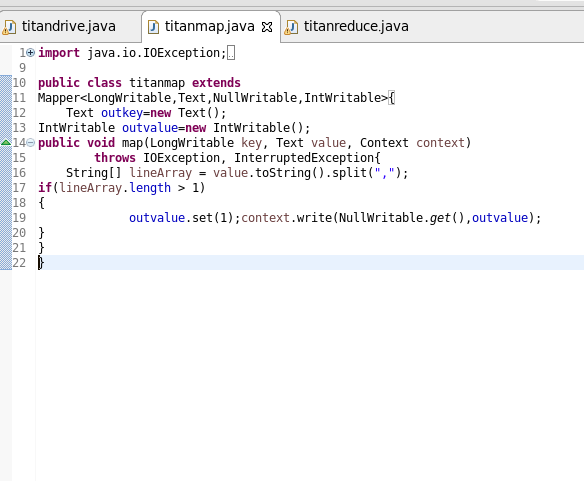 titandrive.java titanmap.java titanreduce.java
1 import java.io.IOException;
9
10 public class titanmap extends
11 Mapper<LongWritable,Text,NullWritable,IntWritable>{
12     Text outkey=new Text();
13 IntWritable outvalue=new IntWritable();
14 public void map(LongWritable key, Text value, Context context)
15         throws IOException, InterruptedException{
16     String[] lineArray = value.toString().split(",");
17 if(lineArray.length > 1)
18 {
19              outvalue.set(1);context.write(NullWritable.get(),outvalue);
20 }
21 }
22 }